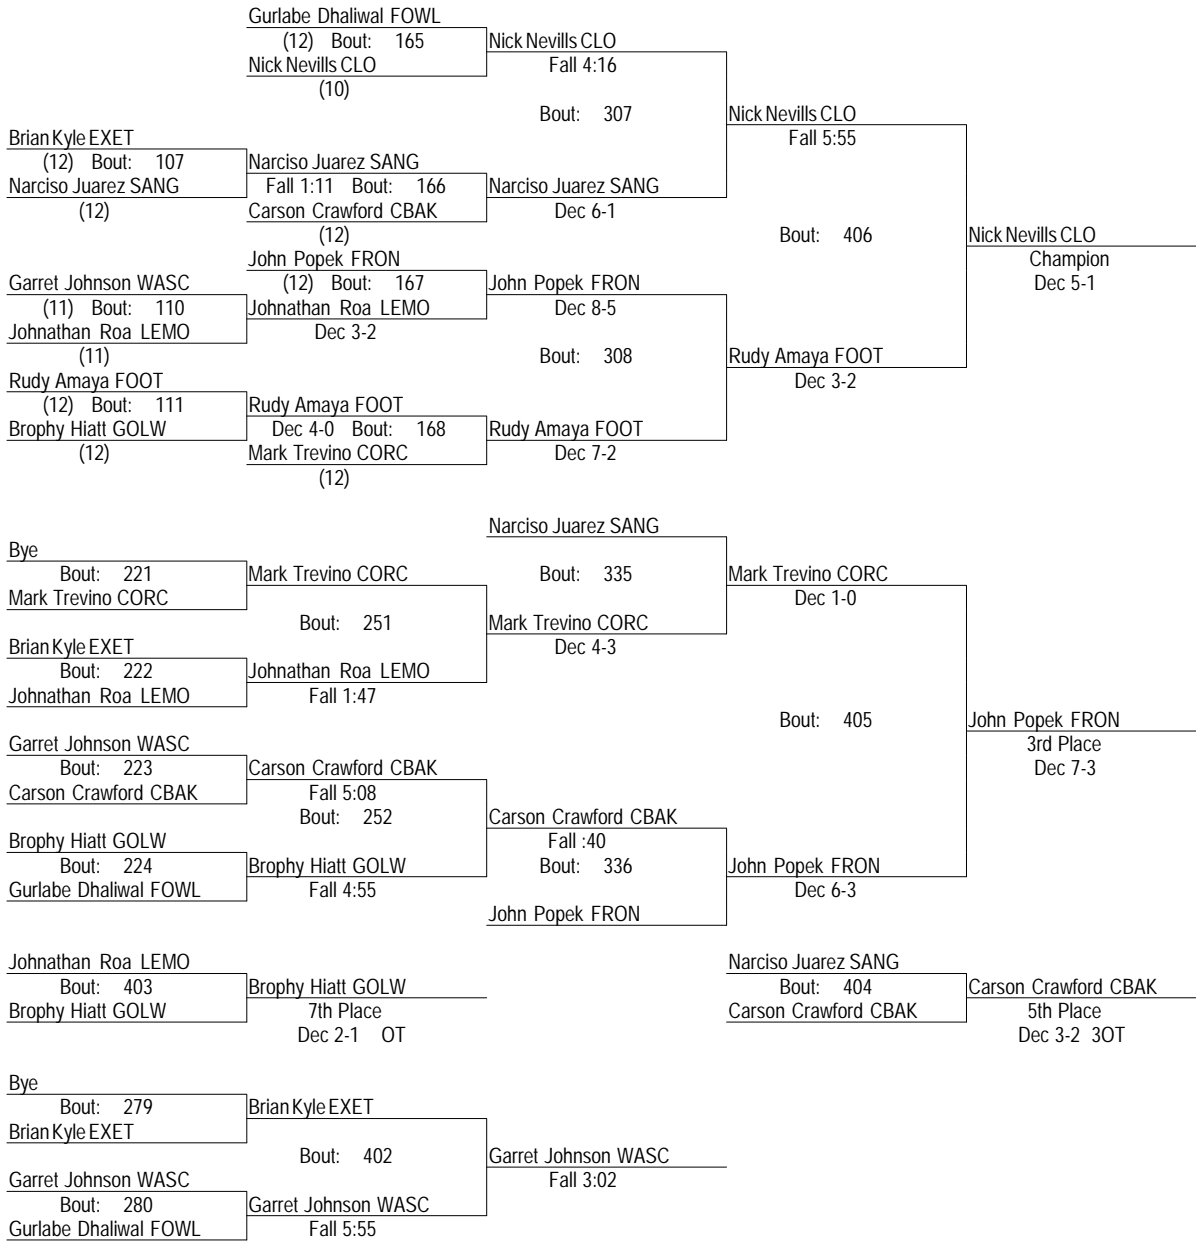 Gurlabe Dhaliwal FOWL
(12) Bout: 165 Nick Nevills CLO
Nick Nevills CLO Fall 4:16
(10)
Bout: 307 Nick Nevills CLO
Brian Kyle EXET Fall 5:55
(12) Bout: 107 Narciso Juarez SANG
Narciso Juarez SANG Fall 1:11 Bout: 166 Narciso Juarez SANG
(12) Carson Crawford CBAK Dec 6-1
(12) Bout: 406 Nick Nevills CLO
John Popek FRON Champion
Garret Johnson WASC (12) Bout: 167 John Popek FRON Dec 5-1
(11) Bout: 110 Johnathan Roa LEMO Dec 8-5
Johnathan Roa LEMO Dec 3-2
(11) Bout: 308 Rudy Amaya FOOT
Rudy Amaya FOOT Dec 3-2
(12) Bout: 111 Rudy Amaya FOOT
Brophy Hiatt GOLW Dec 4-0 Bout: 168 Rudy Amaya FOOT
(12) Mark Trevino CORC Dec 7-2
(12)
Narciso Juarez SANG
Bye
Bout: 221 Mark Trevino CORC Bout: 335 Mark Trevino CORC
Mark Trevino CORC Dec 1-0
Bout: 251 Mark Trevino CORC
Brian Kyle EXET Dec 4-3
Bout: 222 Johnathan Roa LEMO
Johnathan Roa LEMO Fall 1:47
Bout: 405 John Popek FRON
Garret Johnson WASC 3rd Place
Bout: 223 Carson Crawford CBAK Dec 7-3
Carson Crawford CBAK Fall 5:08
Bout: 252 Carson Crawford CBAK
Brophy Hiatt GOLW Fall :40
Bout: 224 Brophy Hiatt GOLW Bout: 336 John Popek FRON
Gurlabe Dhaliwal FOWL Fall 4:55 Dec 6-3
John Popek FRON
Johnathan Roa LEMO Narciso Juarez SANG
Bout: 403 Brophy Hiatt GOLW Bout: 404 Carson Crawford CBAK
Brophy Hiatt GOLW 7th Place Carson Crawford CBAK 5th Place
Dec 2-1 OT Dec 3-2 3OT
Bye
Bout: 279 Brian Kyle EXET
Brian Kyle EXET
Bout: 402 Garret Johnson WASC
Garret Johnson WASC Fall 3:02
Bout: 280 Garret Johnson WASC
Gurlabe Dhaliwal FOWL Fall 5:55